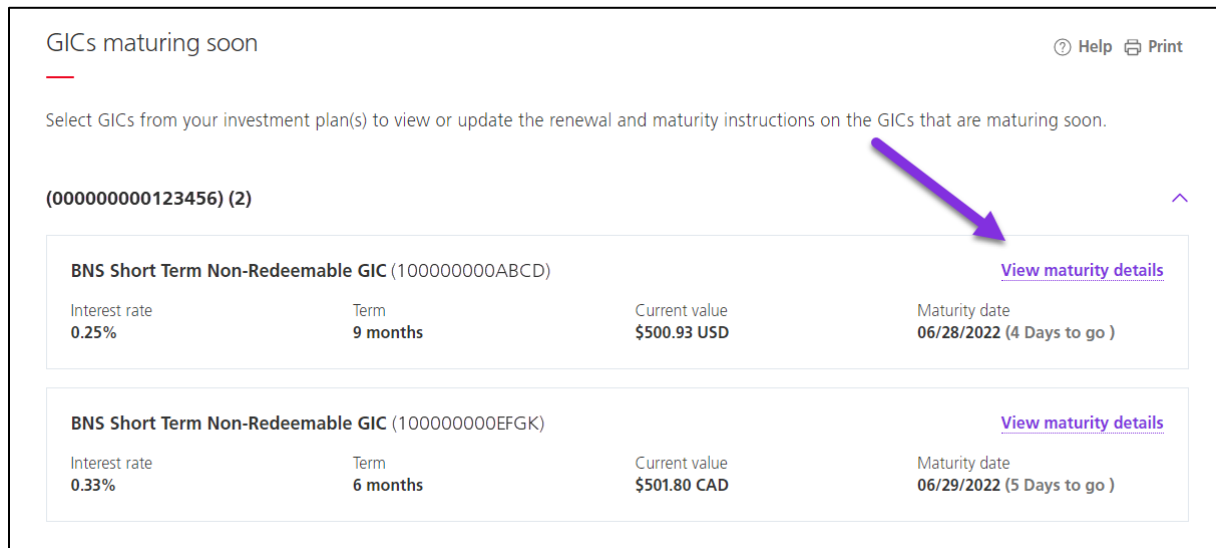 GICs maturing soon
Help Print
Select GICs from your investment plan(s) to view or update the renewal and maturity instructions on the GICs that are maturing soon.
(000000000123456) (2)
BNS Short Term Non-Redeemable GIC (100000000ABCD) View maturity details
Interest rate Term Current value Maturity date
0.25% 9 months $500.93 USD 06/28/2022 (4 Days to go )
BNS Short Term Non-Redeemable GIC (100000000EFGK) View maturity details
Interest rate Term Current value Maturity date
0.33% 6 months $501.80 CAD 06/29/2022 (5 Days to go )